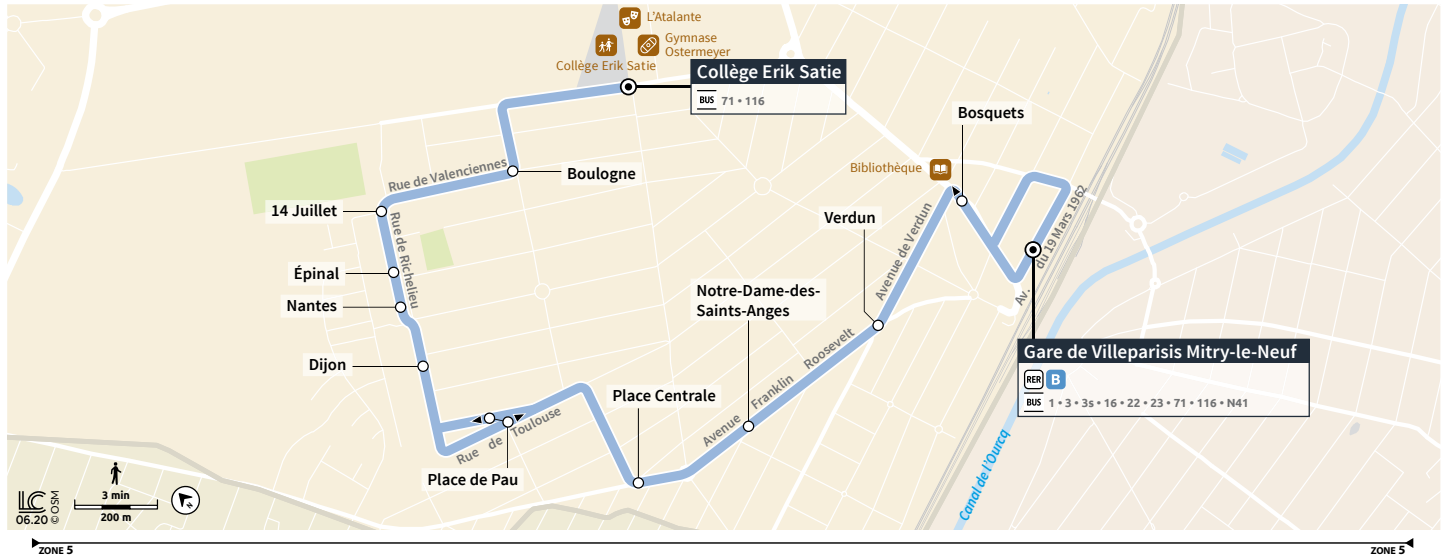 L'Atalante
Gymnase
Ostermeyer
Collège Erik Satie
Collège Erik Satie
BUS 71 • 116
Bosquets
Bibliothèque
Rue de Valenciennes
Boulogne
14 Juillet
Rue de Richelieu
Verdun
Avenue de Verdun
Av. du 19 Mars 1962
Épinal
Nantes
Notre-Dame-des-
Saints-Anges
Dijon
Avenue Franklin Roosevelt
Gare de Villeparisis Mitry-le-Neuf
RER B
BUS 1 • 3 • 3s • 16 • 22 • 23 • 71 • 116 • N41
Place Centrale
Rue de Toulouse
Place de Pau
Canal de l'Ourcq
LC
06.20 © OSM
3 min
200 m
N
ZONE 5
ZONE 5